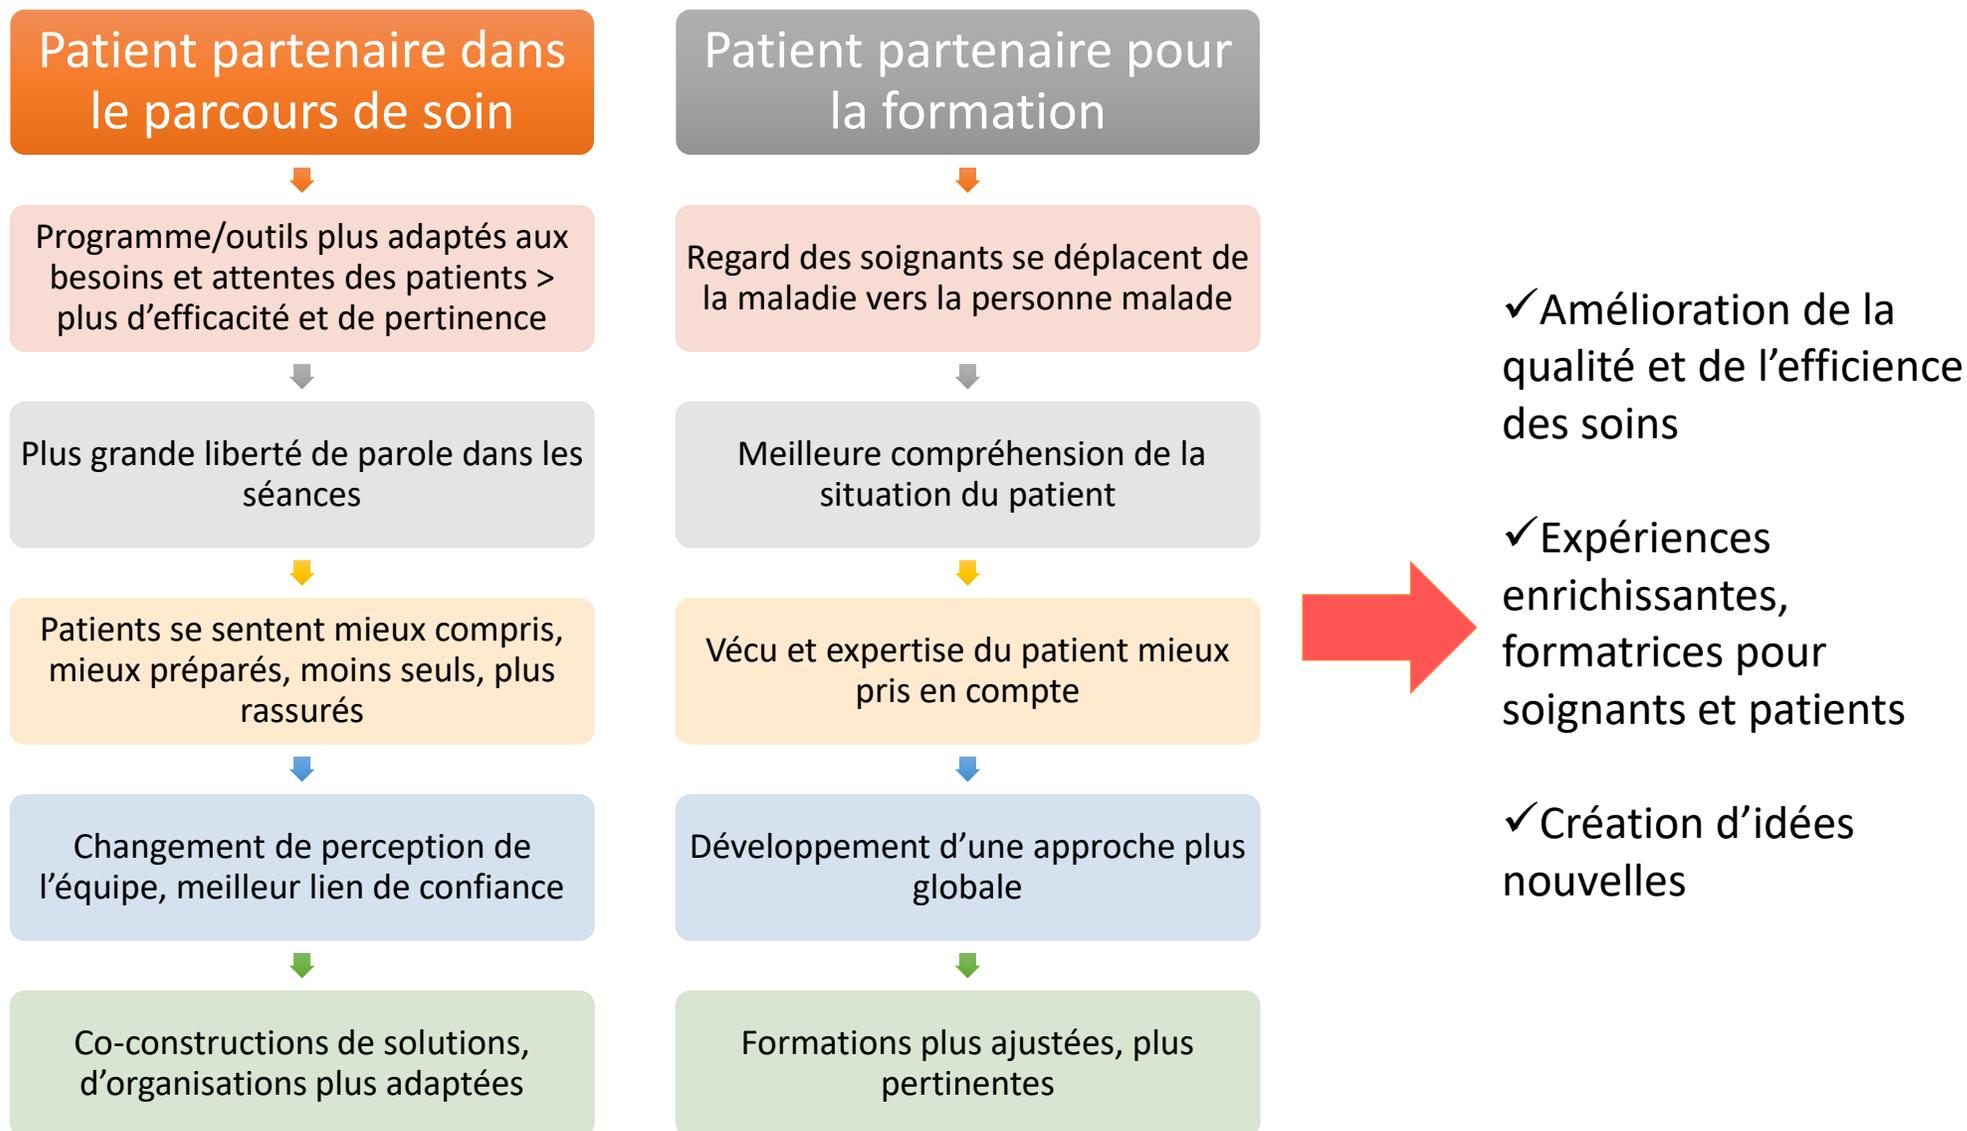 Patient partenaire dans
le parcours de soin
Programme/outils plus adaptés aux
besoins et attentes des patients >
plus d’efficacité et de pertinence
Plus grande liberté de parole dans les
séances
Patients se sentent mieux compris,
mieux préparés, moins seuls, plus
rassurés
Changement de perception de
l’équipe, meilleur lien de confiance
Co-constructions de solutions,
d’organisations plus adaptées
Patient partenaire pour
la formation
Regard des soignants se déplacent de
la maladie vers la personne malade
Meilleure compréhension de la
situation du patient
Vécu et expertise du patient mieux
pris en compte
Développement d’une approche plus
globale
Formations plus ajustées, plus
pertinentes
✓Amélioration de la
qualité et de l’efficience
des soins
✓Expériences
enrichissantes,
formatrices pour
soignants et patients
✓Création d’idées
nouvelles